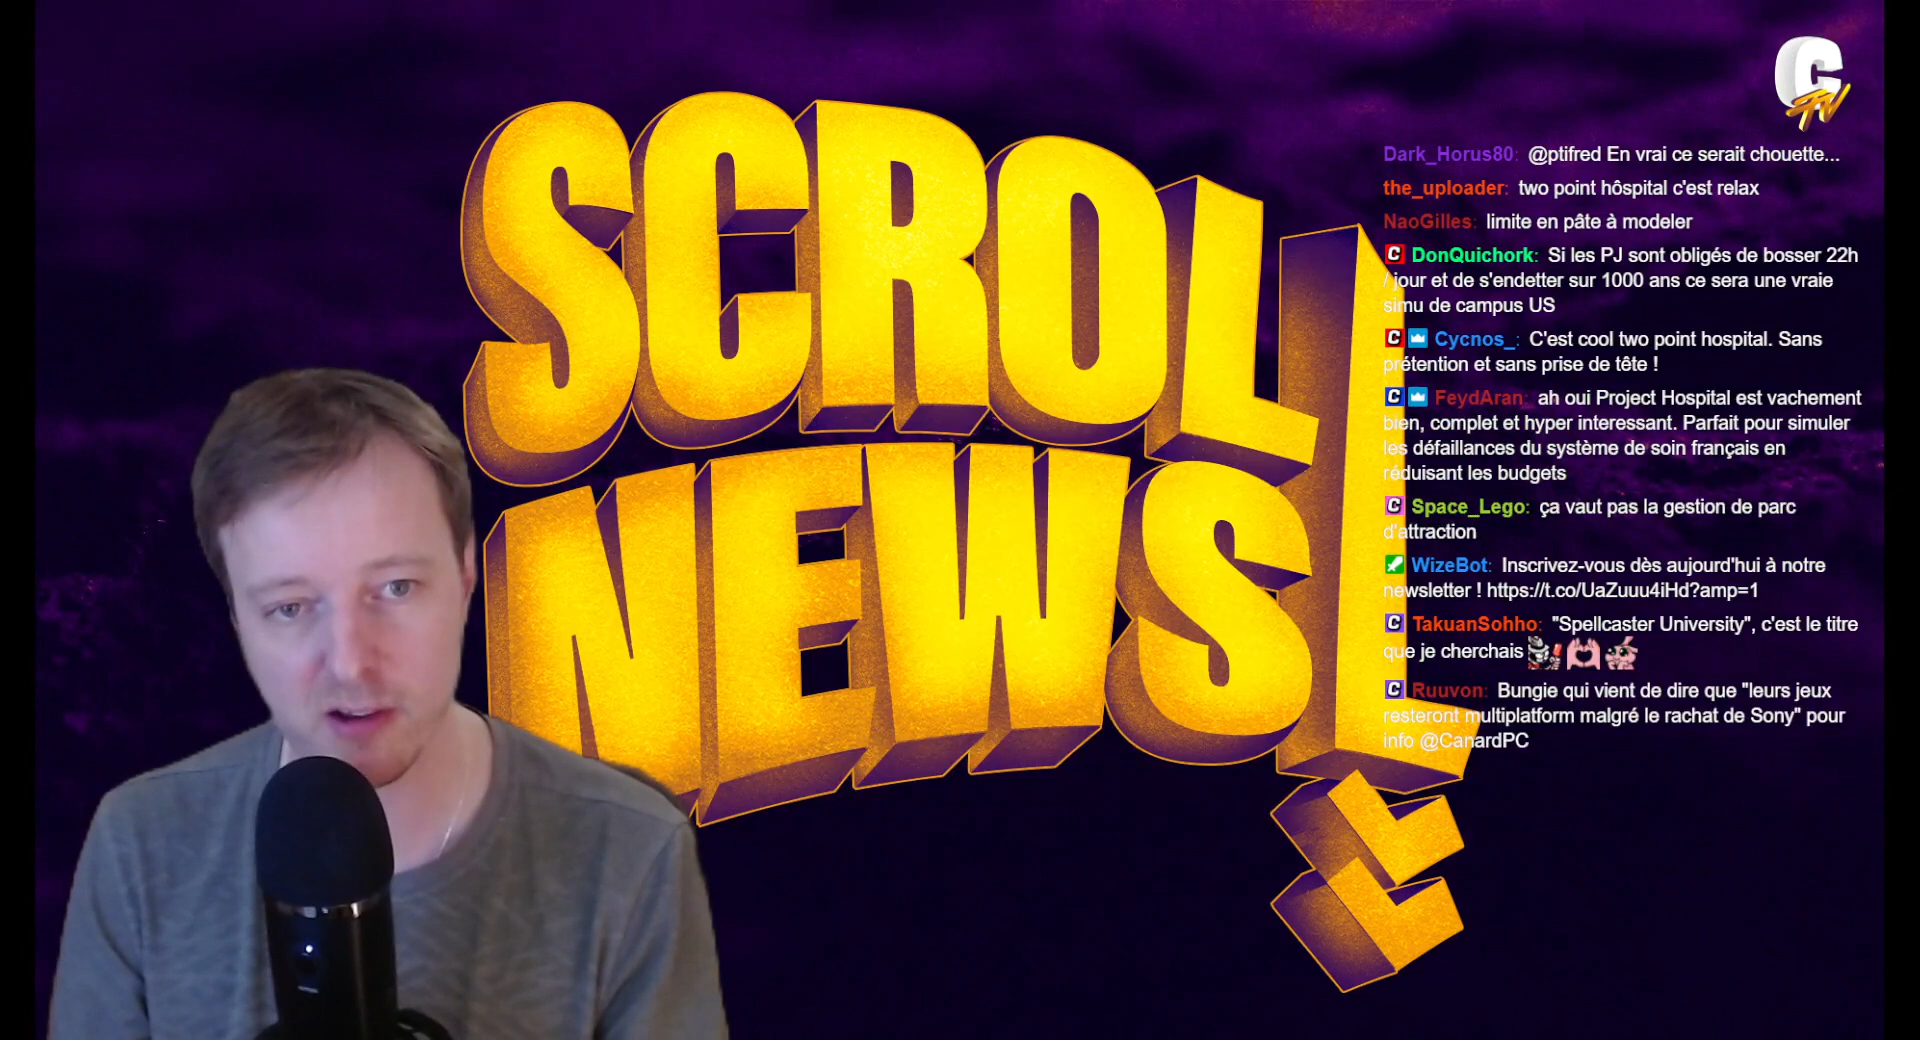 C
TV
SCROLL
NEWS
Dark_Horus80: @ptifred En vrai ce serait chouette...
the_uploader: two point hôspital c'est relax
NaoGilles: limite en pâte à modeler
C DonQuichork: Si les PJ sont obligés de bosser 22h
/ jour et de s'endetter sur 1000 ans ce sera une vraie
simu de campus US
C Cycnos_: C'est cool two point hospital. Sans
prétention et sans prise de tête !
C FeydAran: ah oui Project Hospital est vachement
bien, complet et hyper interessant. Parfait pour simuler
les défaillances du système de soin français en
réduisant les budgets
C Space_Lego: ça vaut pas la gestion de parc
d'attraction
WizeBot: Inscrivez-vous dès aujourd'hui à notre
newsletter ! https://t.co/UaZuuu4iHd?amp=1
C TakuanSohho: "Spellcaster University", c'est le titre
que je cherchais
C Ruuvon: Bungie qui vient de dire que "leurs jeux
resteront multiplatform malgré le rachat de Sony" pour
info @CanardPC